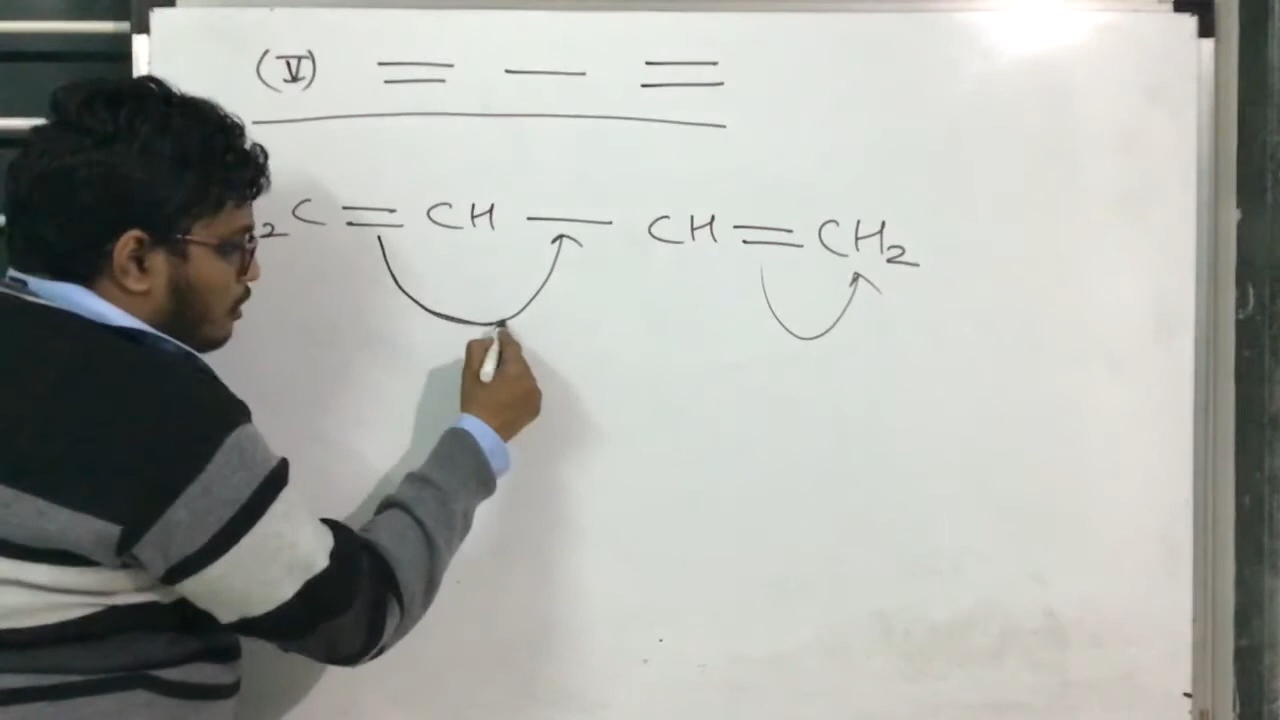 (V) = — =
₂C = CH — CH = CH₂